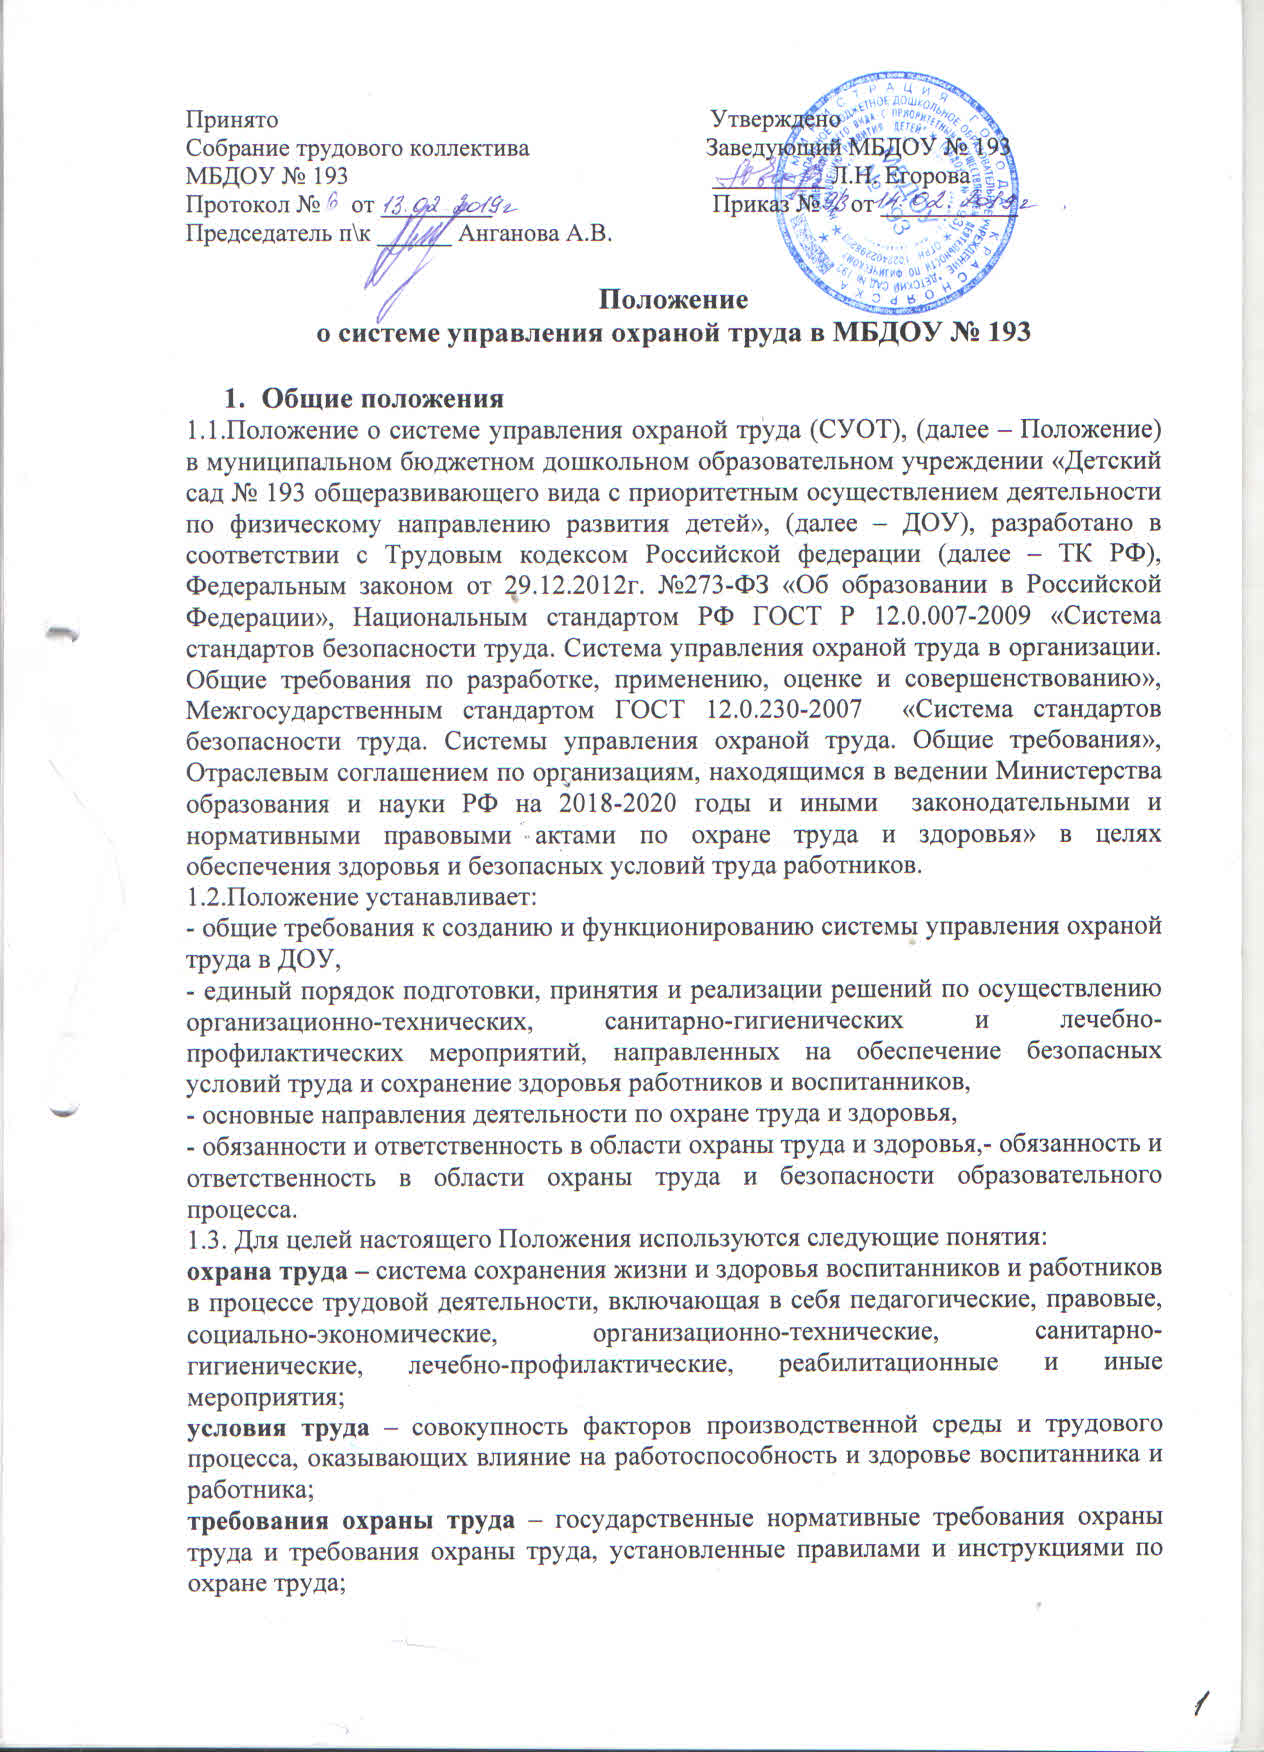 Принято
Собрание трудового коллектива
МБДОУ № 193
Протокол № 6 от 13.02.2019г
Председатель п\к ______ Анганова А.В.
Утверждено
Заведующий МБДОУ № 193
_________ Л.Н. Егорова
Приказ № от 14.02.2019г
Положение
о системе управления охраной труда в МБДОУ № 193
1. Общие положения
1.1.Положение о системе управления охраной труда (СУОТ), (далее – Положение)
в муниципальном бюджетном дошкольном образовательном учреждении «Детский
сад № 193 общеразвивающего вида с приоритетным осуществлением деятельности
по физическому направлению развития детей», (далее – ДОУ), разработано в
соответствии с Трудовым кодексом Российской федерации (далее – ТК РФ),
Федеральным законом от 29.12.2012г. №273-ФЗ «Об образовании в Российской
Федерации», Национальным стандартом РФ ГОСТ Р 12.0.007-2009 «Система
стандартов безопасности труда. Система управления охраной труда в организации.
Общие требования по разработке, применению, оценке и совершенствованию»,
Межгосударственным стандартом ГОСТ 12.0.230-2007 «Система стандартов
безопасности труда. Системы управления охраной труда. Общие требования»,
Отраслевым соглашением по организациям, находящимся в ведении Министерства
образования и науки РФ на 2018-2020 годы и иными законодательными и
нормативными правовыми актами по охране труда и здоровья» в целях
обеспечения здоровья и безопасных условий труда работников.
1.2.Положение устанавливает:
- общие требования к созданию и функционированию системы управления охраной
труда в ДОУ,
- единый порядок подготовки, принятия и реализации решений по осуществлению
организационно-технических, санитарно-гигиенических и лечебно-
профилактических мероприятий, направленных на обеспечение безопасных
условий труда и сохранение здоровья работников и воспитанников,
- основные направления деятельности по охране труда и здоровья,
- обязанности и ответственность в области охраны труда и здоровья,- обязанность и
ответственность в области охраны труда и безопасности образовательного
процесса.
1.3. Для целей настоящего Положения используются следующие понятия:
охрана труда – система сохранения жизни и здоровья воспитанников и работников
в процессе трудовой деятельности, включающая в себя педагогические, правовые,
социально-экономические, организационно-технические, санитарно-
гигиенические, лечебно-профилактические, реабилитационные и иные
мероприятия;
условия труда – совокупность факторов производственной среды и трудового
процесса, оказывающих влияние на работоспособность и здоровье воспитанника и
работника;
требования охраны труда – государственные нормативные требования охраны
труда и требования охраны труда, установленные правилами и инструкциями по
охране труда;
1